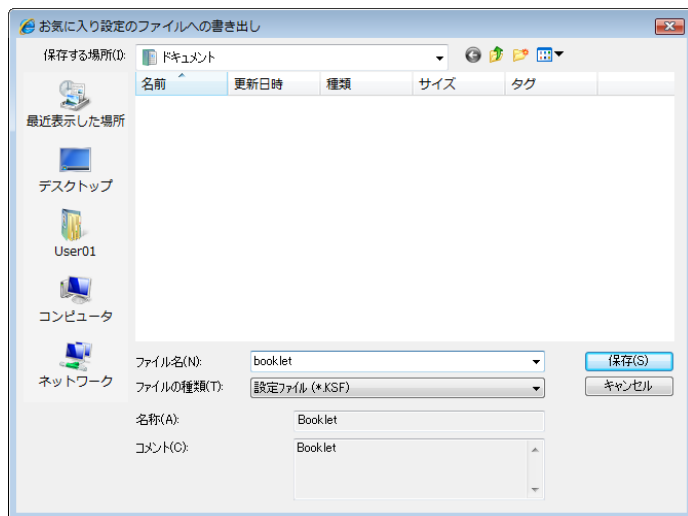 お気に入り設定のファイルへの書き出し
保存する場所(I): ドキュメント
名前 更新日時 種類 サイズ タグ
最近表示した場所
デスクトップ
User01
コンピュータ
ネットワーク
ファイル名(N): booklet 保存(S)
ファイルの種類(T): 設定ファイル (*.KSF) キャンセル
名称(A): Booklet
コメント(C): Booklet